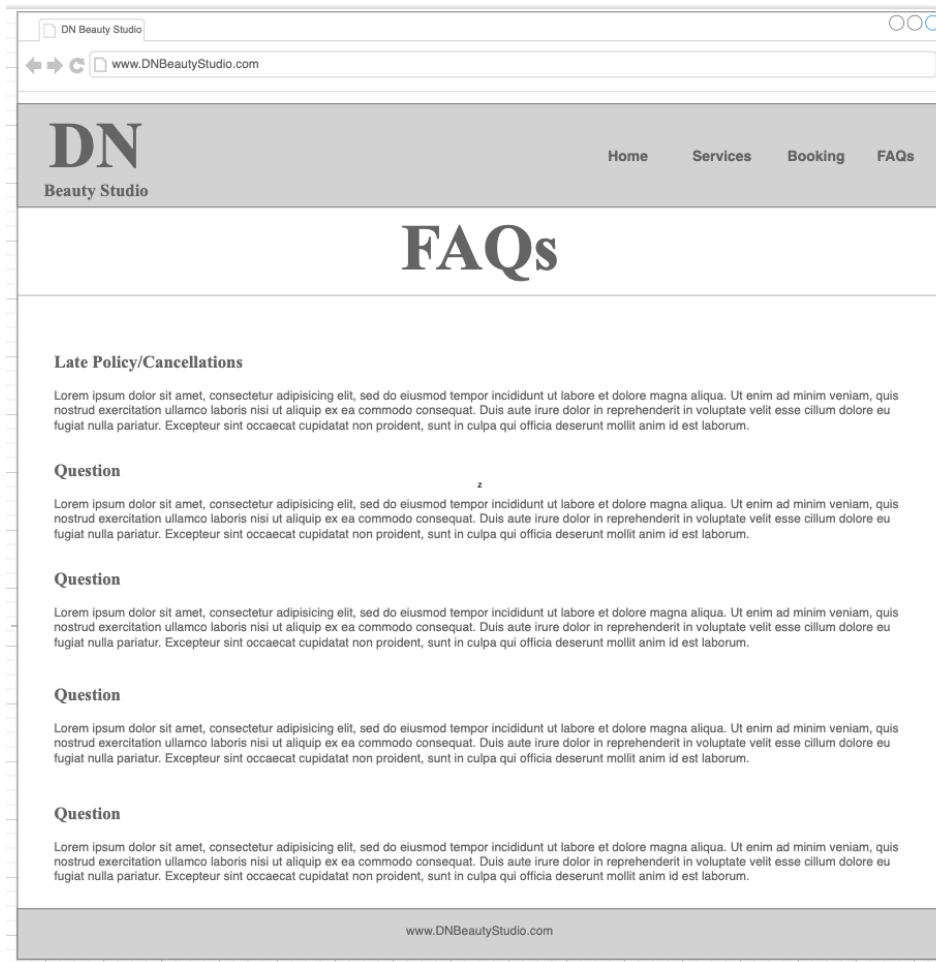 DN Beauty Studio
www.DNBeautyStudio.com
DN
Beauty Studio
Home Services Booking FAQs
FAQs
Late Policy/Cancellations
Lorem ipsum dolor sit amet, consectetur adipisicing elit, sed do eiusmod tempor incididunt ut labore et dolore magna aliqua. Ut enim ad minim veniam, quis
nostrud exercitation ullamco laboris nisi ut aliquip ex ea commodo consequat. Duis aute irure dolor in reprehenderit in voluptate velit esse cillum dolore eu
fugiat nulla pariatur. Excepteur sint occaecat cupidatat non proident, sunt in culpa qui officia deserunt mollit anim id est laborum.
Question
z
Lorem ipsum dolor sit amet, consectetur adipisicing elit, sed do eiusmod tempor incididunt ut labore et dolore magna aliqua. Ut enim ad minim veniam, quis
nostrud exercitation ullamco laboris nisi ut aliquip ex ea commodo consequat. Duis aute irure dolor in reprehenderit in voluptate velit esse cillum dolore eu
fugiat nulla pariatur. Excepteur sint occaecat cupidatat non proident, sunt in culpa qui officia deserunt mollit anim id est laborum.
Question
Lorem ipsum dolor sit amet, consectetur adipisicing elit, sed do eiusmod tempor incididunt ut labore et dolore magna aliqua. Ut enim ad minim veniam, quis
nostrud exercitation ullamco laboris nisi ut aliquip ex ea commodo consequat. Duis aute irure dolor in reprehenderit in voluptate velit esse cillum dolore eu
fugiat nulla pariatur. Excepteur sint occaecat cupidatat non proident, sunt in culpa qui officia deserunt mollit anim id est laborum.
Question
Lorem ipsum dolor sit amet, consectetur adipisicing elit, sed do eiusmod tempor incididunt ut labore et dolore magna aliqua. Ut enim ad minim veniam, quis
nostrud exercitation ullamco laboris nisi ut aliquip ex ea commodo consequat. Duis aute irure dolor in reprehenderit in voluptate velit esse cillum dolore eu
fugiat nulla pariatur. Excepteur sint occaecat cupidatat non proident, sunt in culpa qui officia deserunt mollit anim id est laborum.
Question
Lorem ipsum dolor sit amet, consectetur adipisicing elit, sed do eiusmod tempor incididunt ut labore et dolore magna aliqua. Ut enim ad minim veniam, quis
nostrud exercitation ullamco laboris nisi ut aliquip ex ea commodo consequat. Duis aute irure dolor in reprehenderit in voluptate velit esse cillum dolore eu
fugiat nulla pariatur. Excepteur sint occaecat cupidatat non proident, sunt in culpa qui officia deserunt mollit anim id est laborum.
www.DNBeautyStudio.com